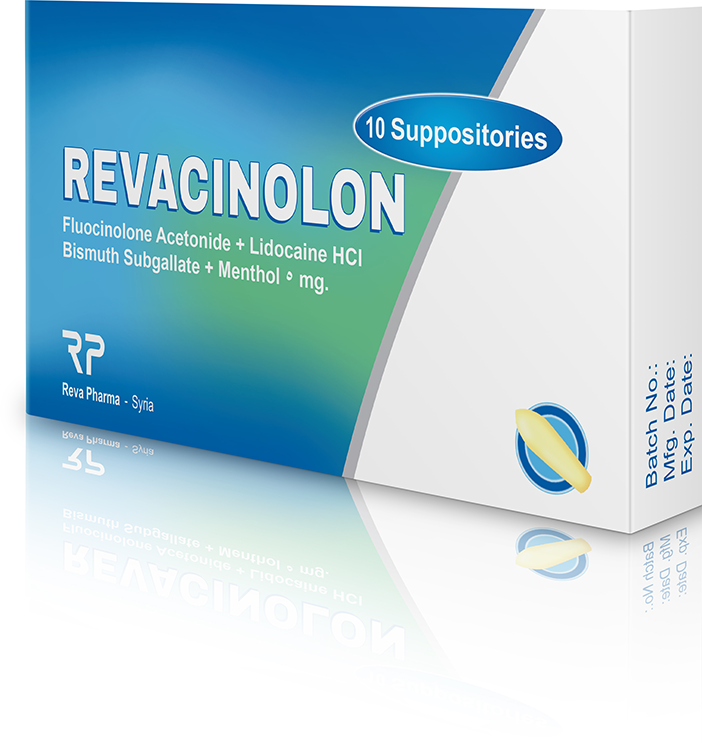 10 Suppositories
REVACINOLON
Fluocinolone Acetonide + Lidocaine HCl
Bismuth Subgallate + Menthol ٥ mg.
RP
Reva Pharma - Syria
Batch No.:
Mfg. Date:
Exp. Date: